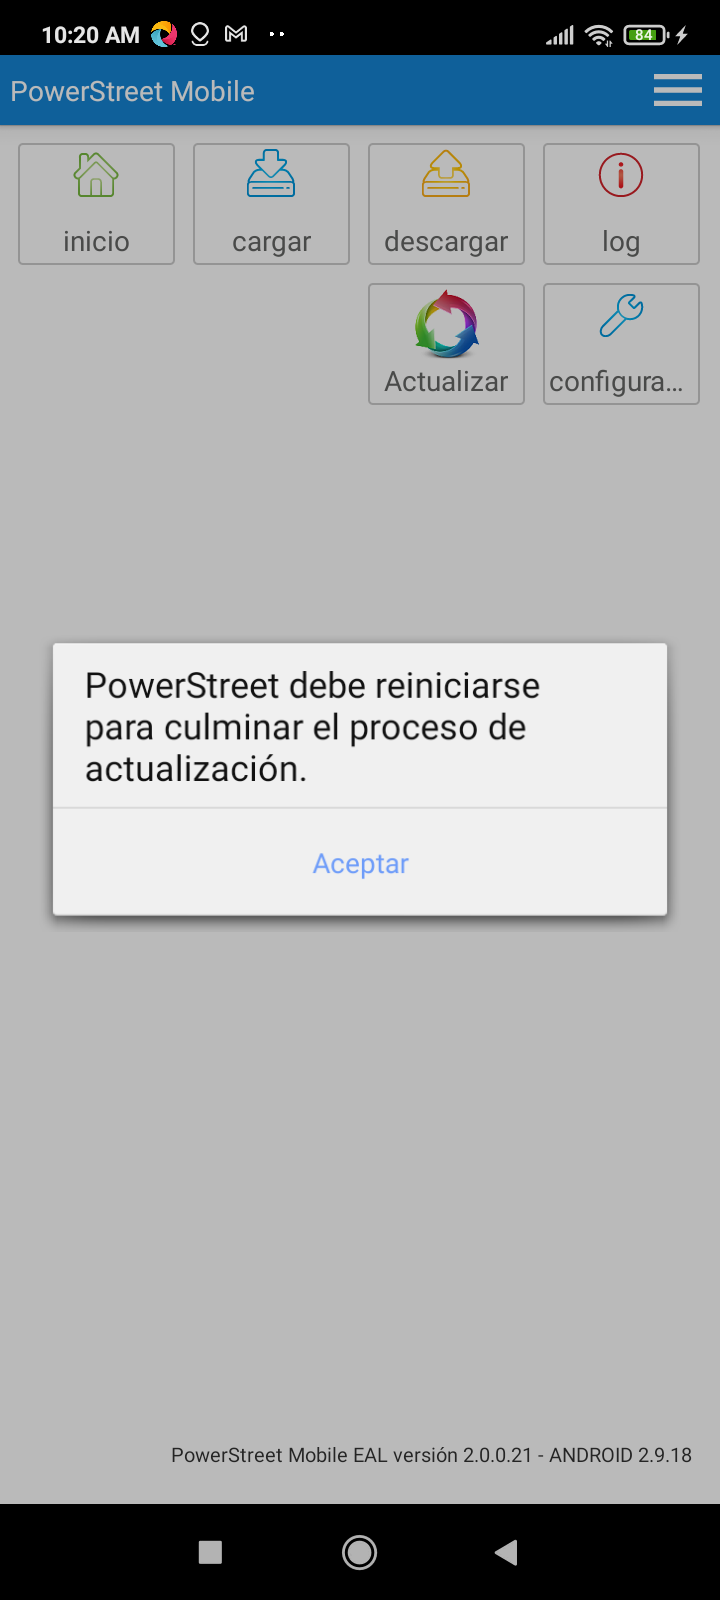 10:20 AM
84
PowerStreet Mobile
inicio
cargar
descargar
log
Actualizar
configura...
PowerStreet debe reiniciarse
para culminar el proceso de
actualización.
Aceptar
PowerStreet Mobile EAL versión 2.0.0.21 - ANDROID 2.9.18